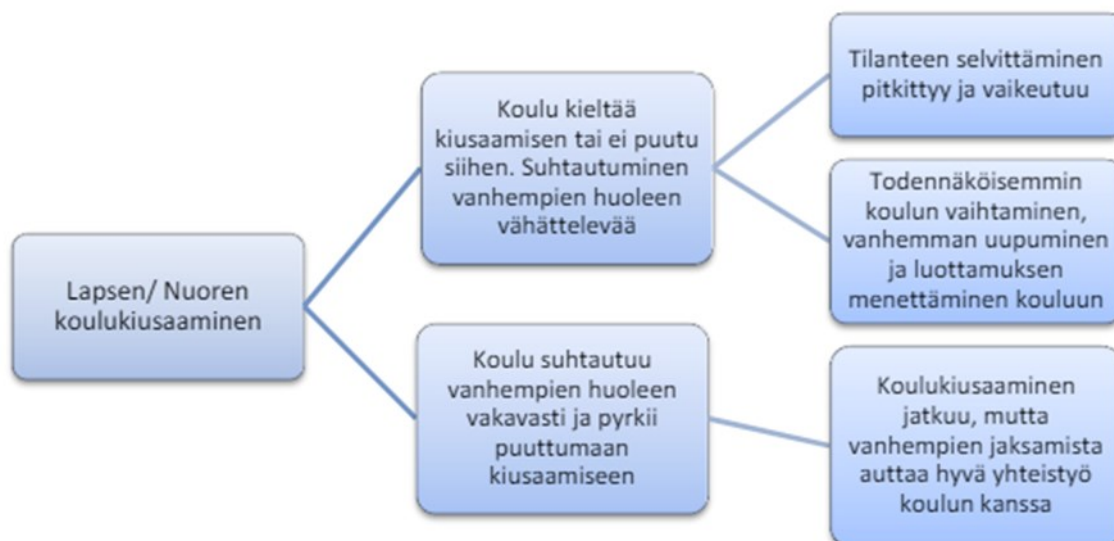 Lapsen/ Nuoren
koulukiusaaminen
Koulu kieltää
kiusaamisen tai ei puutu
siihen. Suhtautuminen
vanhempien huoleen
vähättelevää
Tilanteen selvittäminen
pitkittyy ja vaikeutuu
Todennäköisemmin
koulun vaihtaminen,
vanhemman uupuminen
ja luottamuksen
menettäminen kouluun
Koulu suhtautuu
vanhempien huoleen
vakavasti ja pyrkii
puuttumaan
kiusaamiseen
Koulukiusaaminen
jatkuu, mutta
vanhempien jaksamista
auttaa hyvä yhteistyö
koulun kanssa